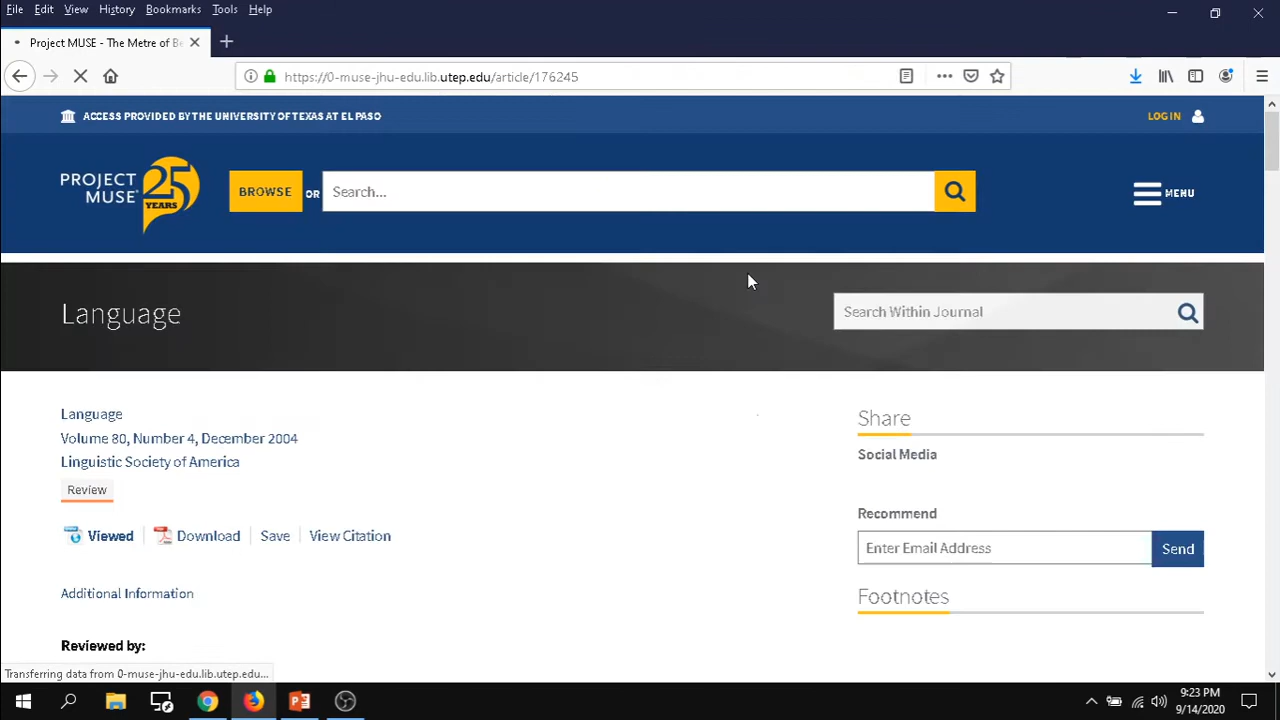 File Edit View History Bookmarks Tools Help
Project MUSE - The Metre of Be
https://0-muse-jhu-edu.lib.utep.edu/article/176245
ACCESS PROVIDED BY THE UNIVERSITY OF TEXAS AT EL PASO
LOGIN
PROJECT MUSE 25 YEARS
BROWSE OR Search...
MENU
Language
Search Within Journal
Language
Volume 80, Number 4, December 2004
Linguistic Society of America
Review
Viewed Download Save View Citation
Additional Information
Reviewed by:
Share
Social Media
Recommend
Enter Email Address Send
Footnotes
Transferring data from 0-muse-jhu-edu.lib.utep.edu...
9:23 PM
9/14/2020